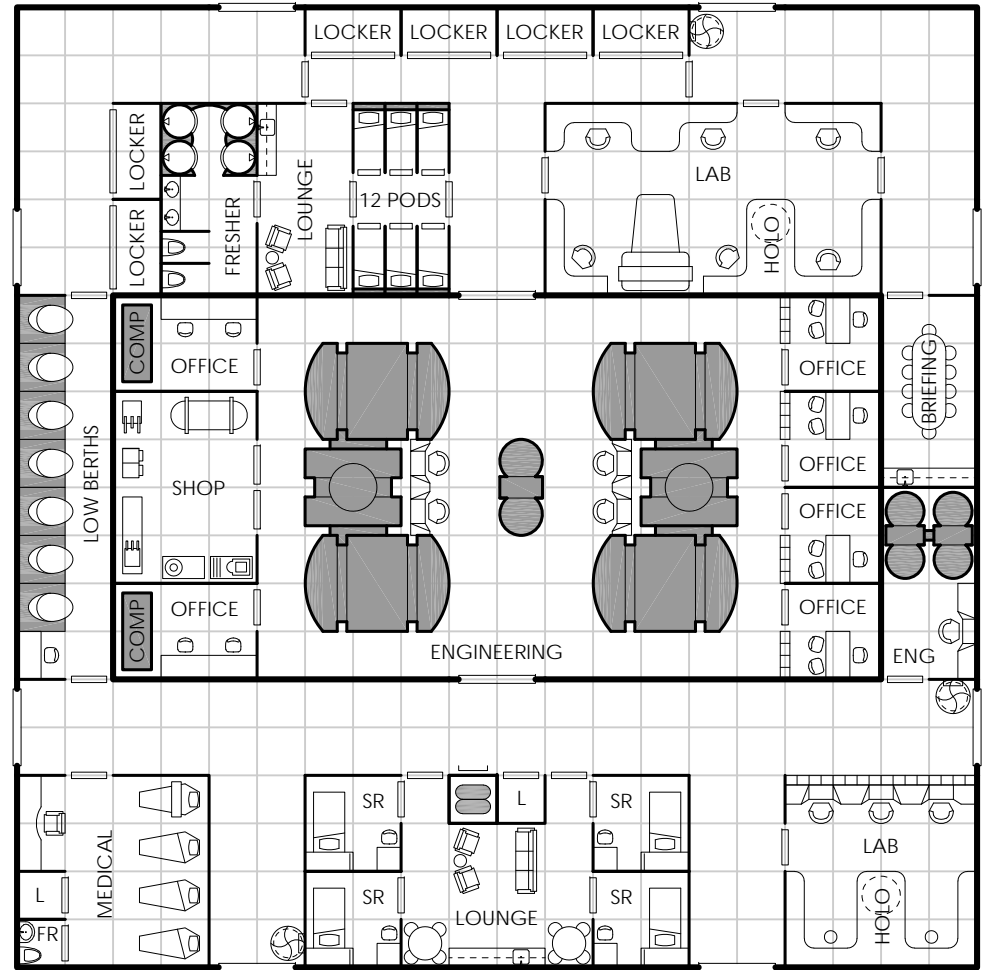 LOCKER
LOCKER
LOCKER
LOCKER
LOCKER
LOCKER
FRESHER
LOUNGE
12 PODS
LAB
HOLO
COMP
OFFICE
OFFICE
BRIEFING
LOW BERTHS
SHOP
OFFICE
OFFICE
COMP
OFFICE
OFFICE
ENGINEERING
ENG
SR
L
SR
LAB
MEDICAL
L
SR
LOUNGE
SR
HOLO
FR